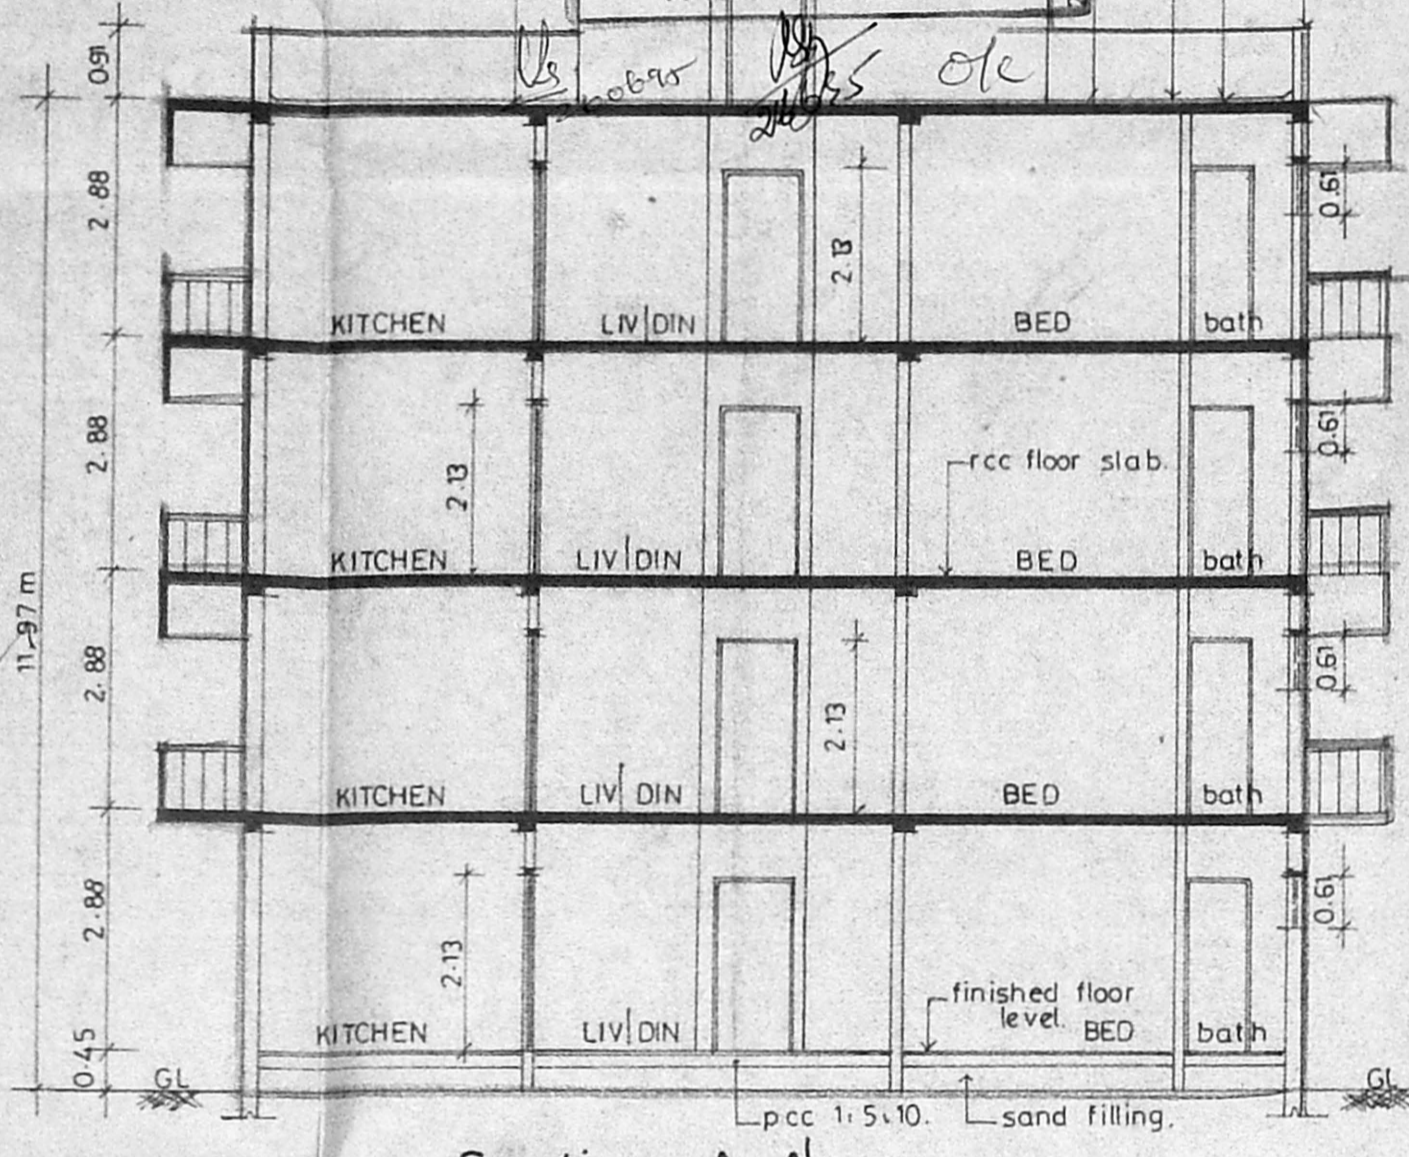 0.91
Vs
260695
o/c
2.88
0.61
2.13
KITCHEN LIV|DIN BED bath
2.88
0.61
2.13
rcc floor slab.
KITCHEN LIV|DIN BED bath
11.97 m
2.88
0.61
2.13
KITCHEN LIV|DIN BED bath
2.88
0.61
2.13
finished floor
level.
KITCHEN LIV|DIN BED bath
0.45
GL
GL
pcc 1:5:10.
sand filling.